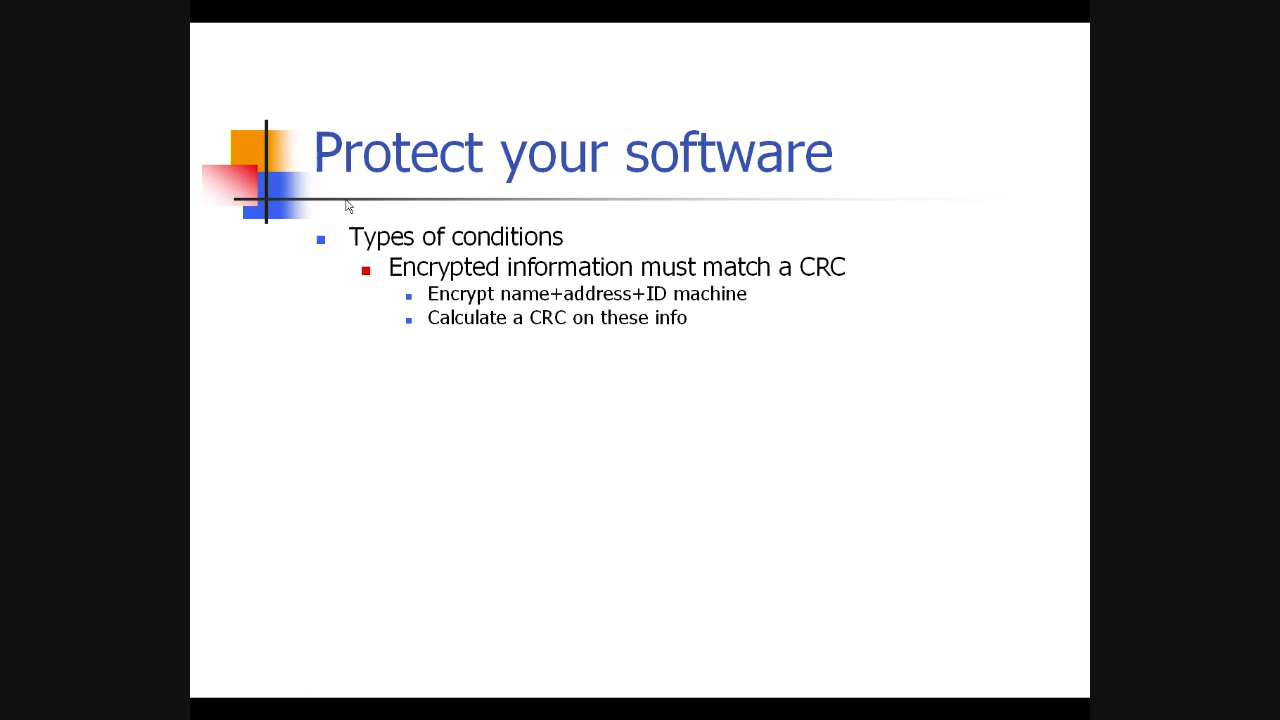 Protect your software
Types of conditions
Encrypted information must match a CRC
Encrypt name+address+ID machine
Calculate a CRC on these info